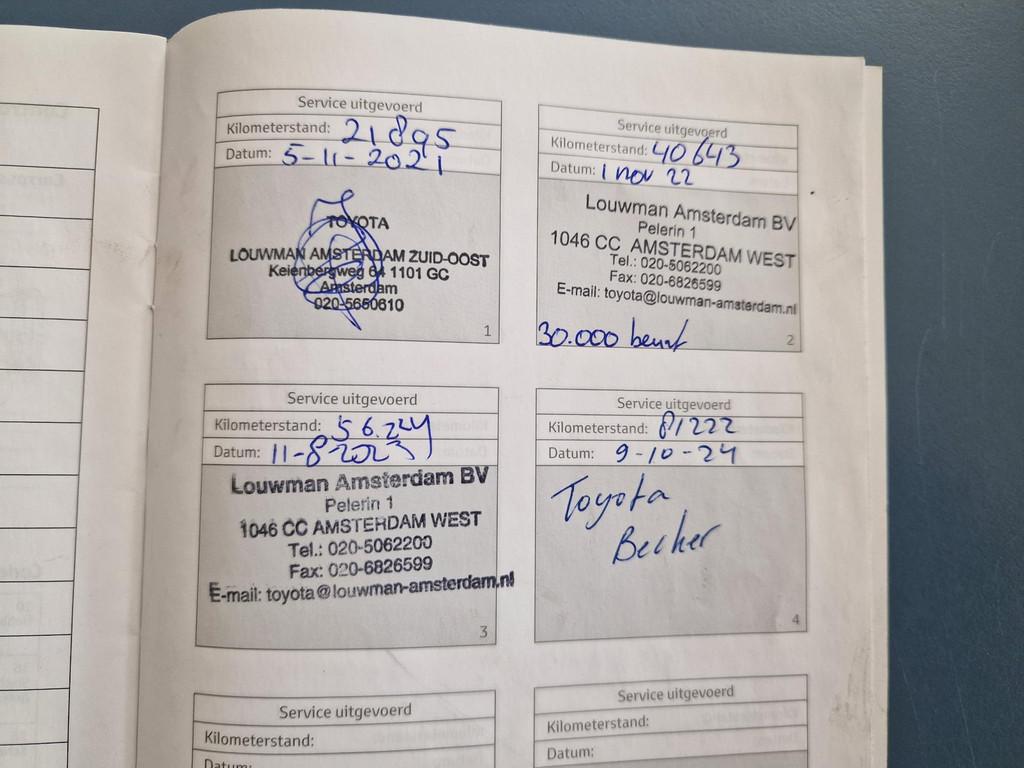 Service uitgevoerd
Kilometerstand: 21895
Datum: 5-11-2021
TOYOTA
LOUWMAN AMSTERDAM ZUID-OOST
Keienbergweg 64 1101 GC
Amsterdam
020-5650610
1
Service uitgevoerd
Kilometerstand: 40643
Datum: 1 nov 22
Louwman Amsterdam BV
Pelerin 1
1046 CC AMSTERDAM WEST
Tel.: 020-5062200
Fax: 020-6826599
E-mail: toyota@louwman-amsterdam.nl
30.000 beurt
2
Service uitgevoerd
Kilometerstand: 56.224
Datum: 11-8-2023
Louwman Amsterdam BV
Pelerin 1
1046 CC AMSTERDAM WEST
Tel.: 020-5062200
Fax: 020-6826599
E-mail: toyota@louwman-amsterdam.nl
3
Service uitgevoerd
Kilometerstand: 81222
Datum: 9-10-24
Toyota
Becker
4
Service uitgevoerd
Kilometerstand:
Datum:
Service uitgevoerd
Kilometerstand:
Datum: